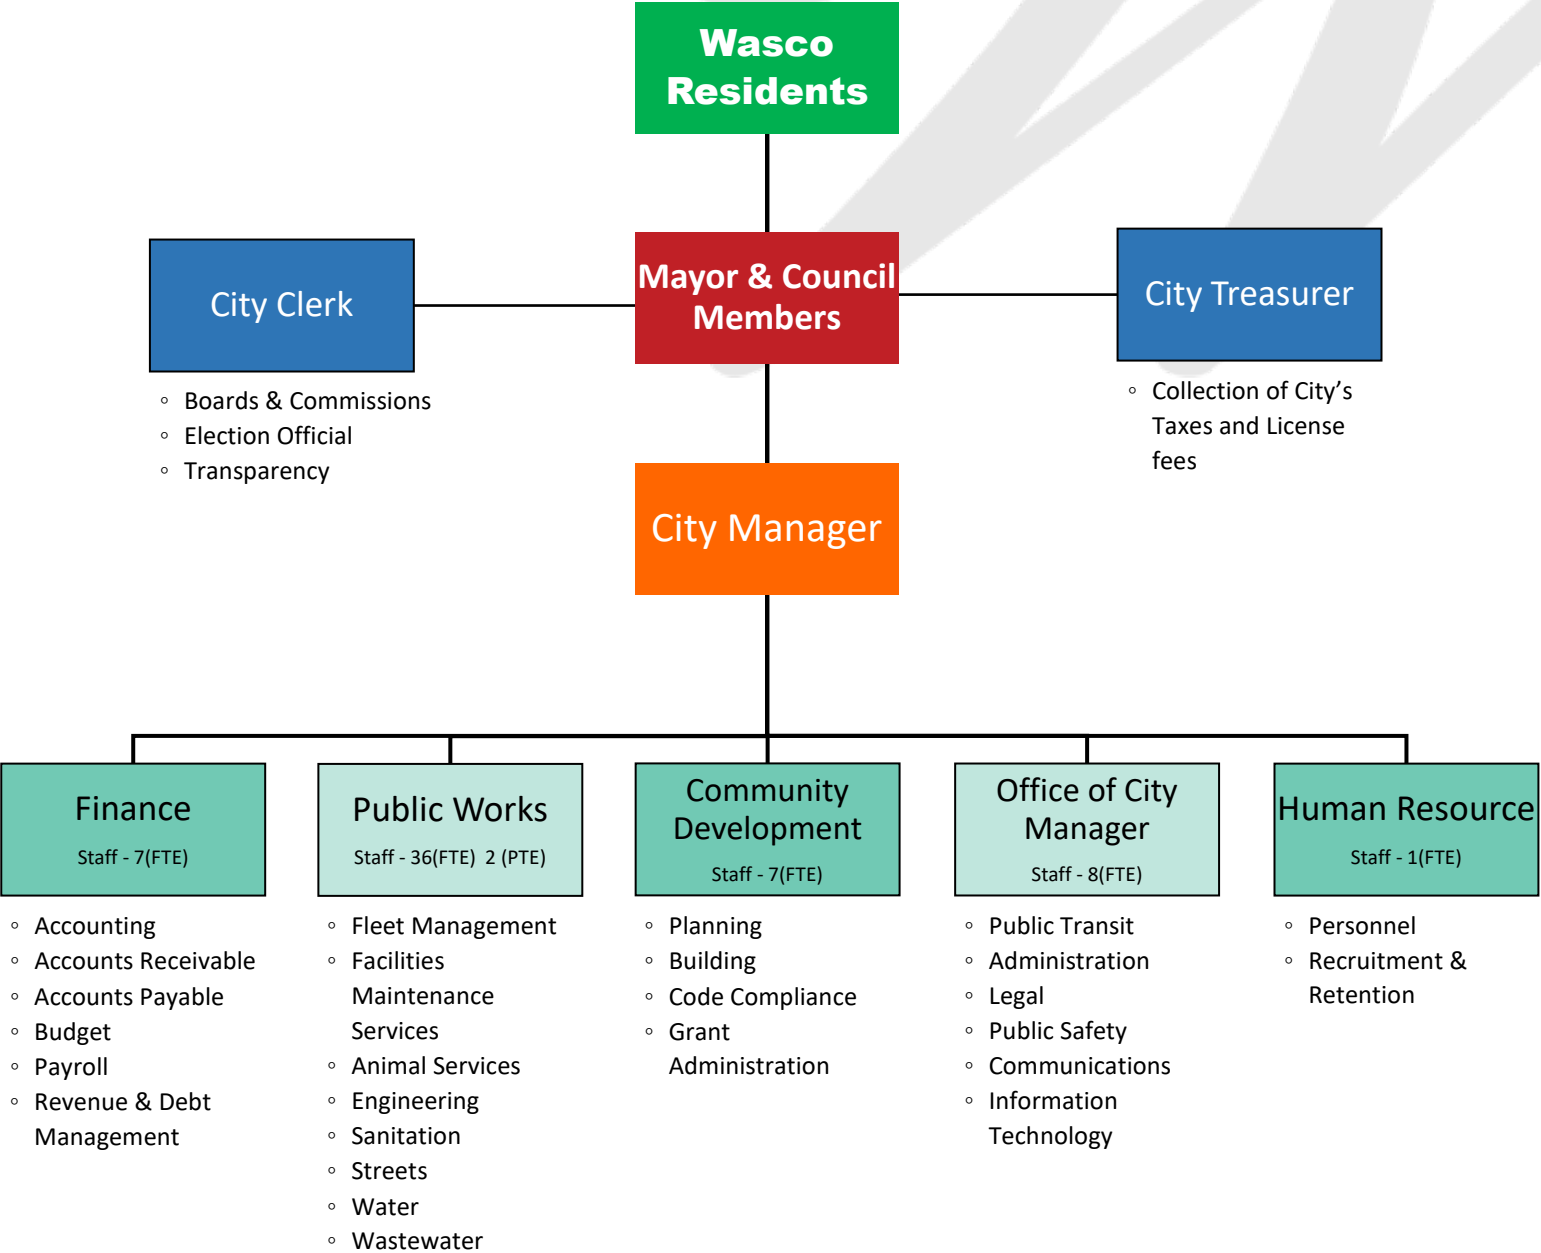 Wasco
Residents
City Clerk
◦ Boards & Commissions
◦ Election Official
◦ Transparency
Mayor & Council
Members
City Treasurer
◦ Collection of City’s
Taxes and License
fees
City Manager
Finance
Staff - 7(FTE)
◦ Accounting
◦ Accounts Receivable
◦ Accounts Payable
◦ Budget
◦ Payroll
◦ Revenue & Debt
Management
Public Works
Staff - 36(FTE) 2 (PTE)
◦ Fleet Management
◦ Facilities
Maintenance
Services
◦ Animal Services
◦ Engineering
◦ Sanitation
◦ Streets
◦ Water
◦ Wastewater
Community
Development
Staff - 7(FTE)
◦ Planning
◦ Building
◦ Code Compliance
◦ Grant
Administration
Office of City
Manager
Staff - 8(FTE)
◦ Public Transit
◦ Administration
◦ Legal
◦ Public Safety
◦ Communications
◦ Information
Technology
Human Resource
Staff - 1(FTE)
◦ Personnel
◦ Recruitment &
Retention